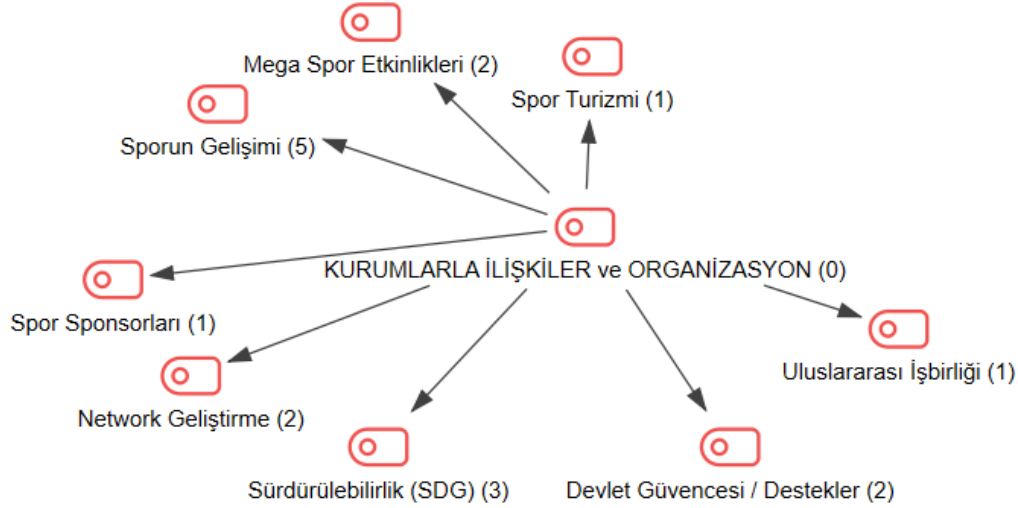 Mega Spor Etkinlikleri (2)
Spor Turizmi (1)
Sporun Gelişimi (5)
KURUMLARLA İLİŞKİLER ve ORGANİZASYON (0)
Spor Sponsorları (1)
Uluslararası İşbirliği (1)
Network Geliştirme (2)
Sürdürülebilirlik (SDG) (3)
Devlet Güvencesi / Destekler (2)